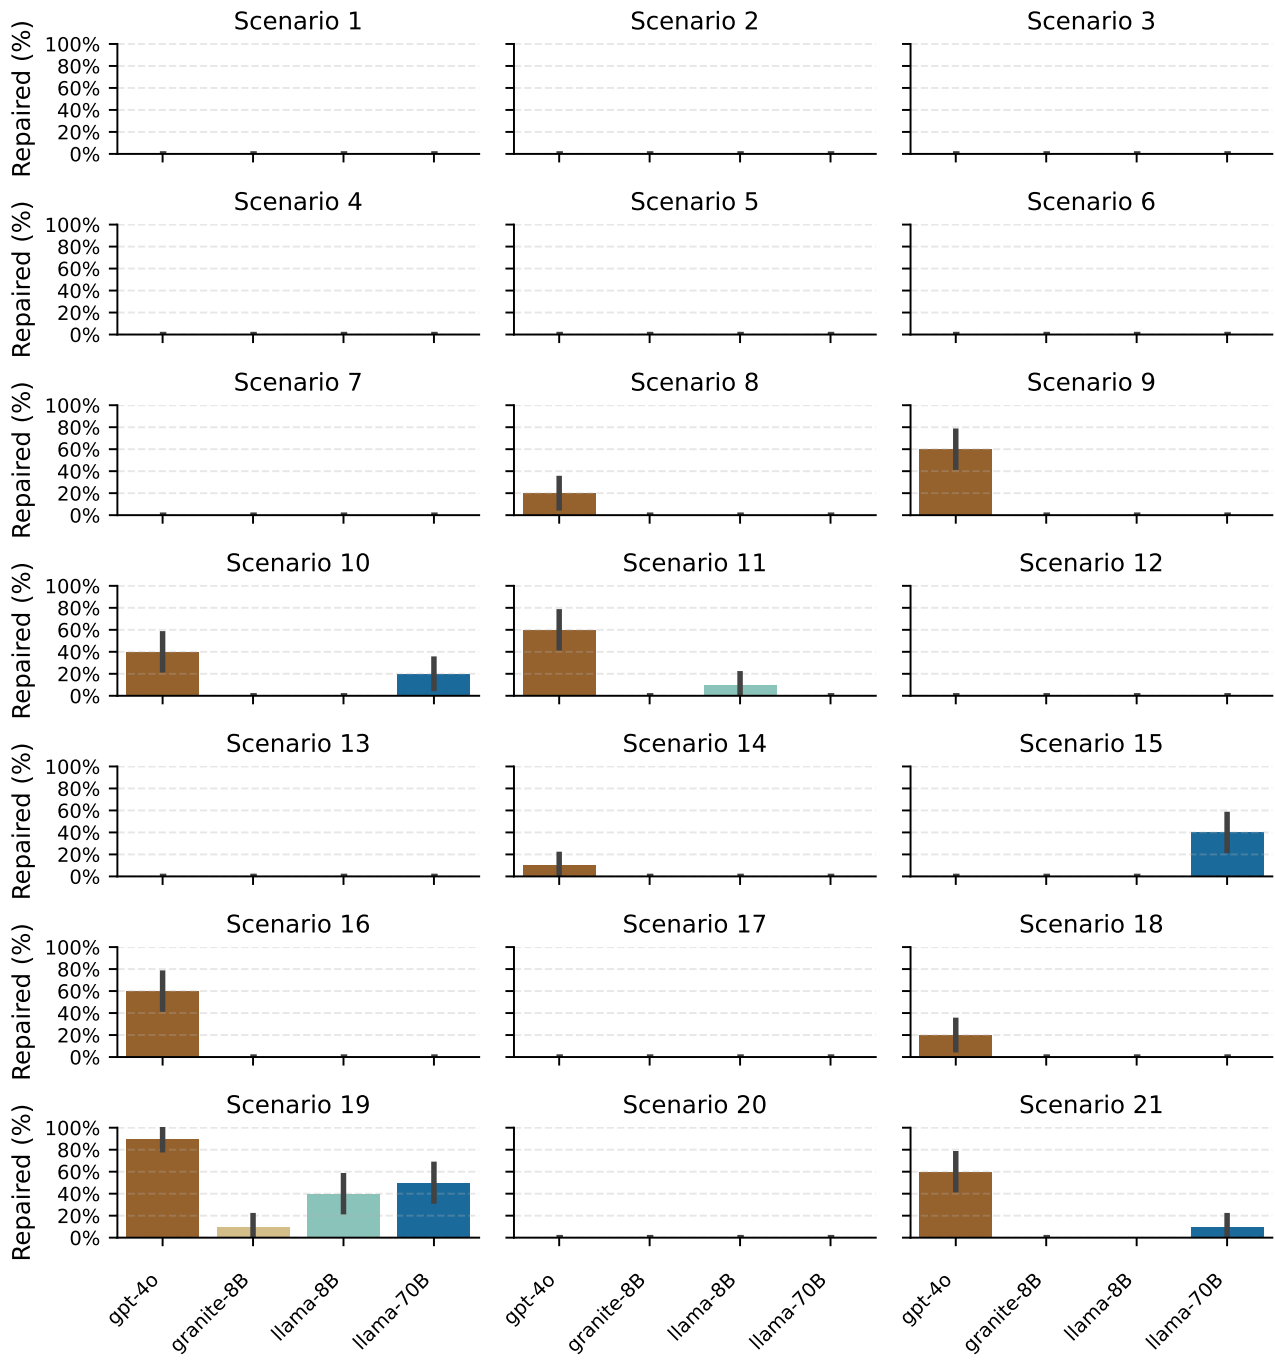 Scenario 1
Scenario 2
Scenario 3
Repaired (%)
100%
80%
60%
40%
20%
0%
Scenario 4
Scenario 5
Scenario 6
Repaired (%)
100%
80%
60%
40%
20%
0%
Scenario 7
Scenario 8
Scenario 9
Repaired (%)
100%
80%
60%
40%
20%
0%
Scenario 10
Scenario 11
Scenario 12
Repaired (%)
100%
80%
60%
40%
20%
0%
Scenario 13
Scenario 14
Scenario 15
Repaired (%)
100%
80%
60%
40%
20%
0%
Scenario 16
Scenario 17
Scenario 18
Repaired (%)
100%
80%
60%
40%
20%
0%
Scenario 19
Scenario 20
Scenario 21
Repaired (%)
100%
80%
60%
40%
20%
0%
gpt-4o
granite-8B
llama-8B
llama-70B
gpt-4o
granite-8B
llama-8B
llama-70B
gpt-4o
granite-8B
llama-8B
llama-70B